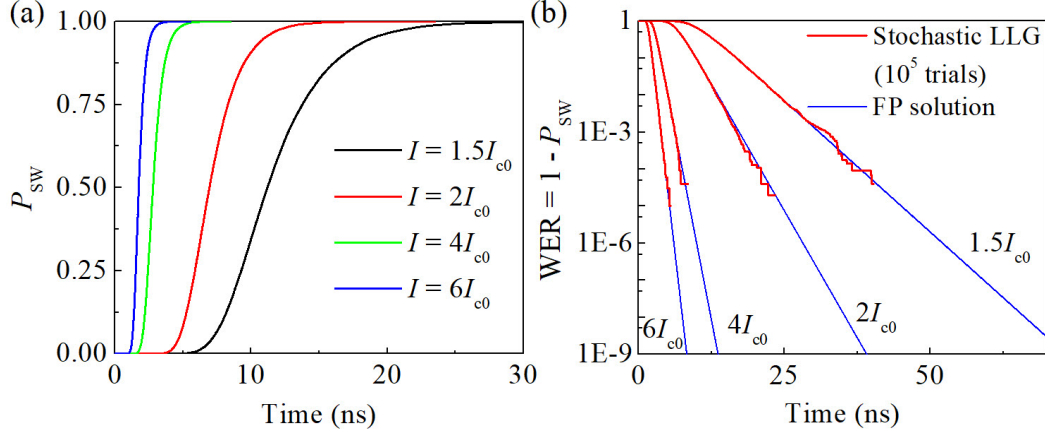 (a)
1.00
0.75
0.50
0.25
0.00
P_SW
I = 1.5I_c0
I = 2I_c0
I = 4I_c0
I = 6I_c0
0 10 20 30
Time (ns)
(b)
1
1E-3
1E-6
1E-9
WER = 1 - P_SW
Stochastic LLG
(10^5 trials)
FP solution
1.5I_c0
2I_c0
4I_c0
6I_c0
0 25 50
Time (ns)